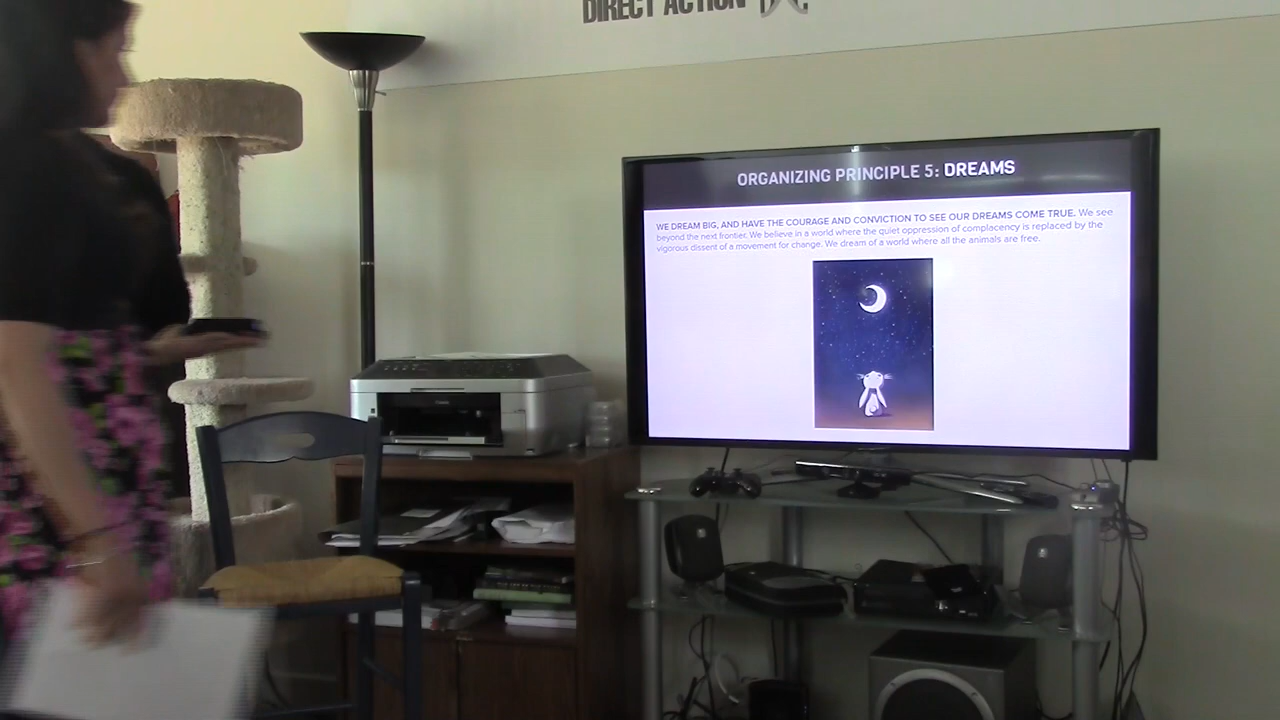 DIRECT ACTION
ORGANIZING PRINCIPLE 5: DREAMS
WE DREAM BIG, AND HAVE THE COURAGE AND CONVICTION TO SEE OUR DREAMS COME TRUE. We see
beyond the next frontier. We believe in a world where the quiet oppression of complacency is replaced by the
vigorous dissent of a movement for change. We dream of a world where all the animals are free.